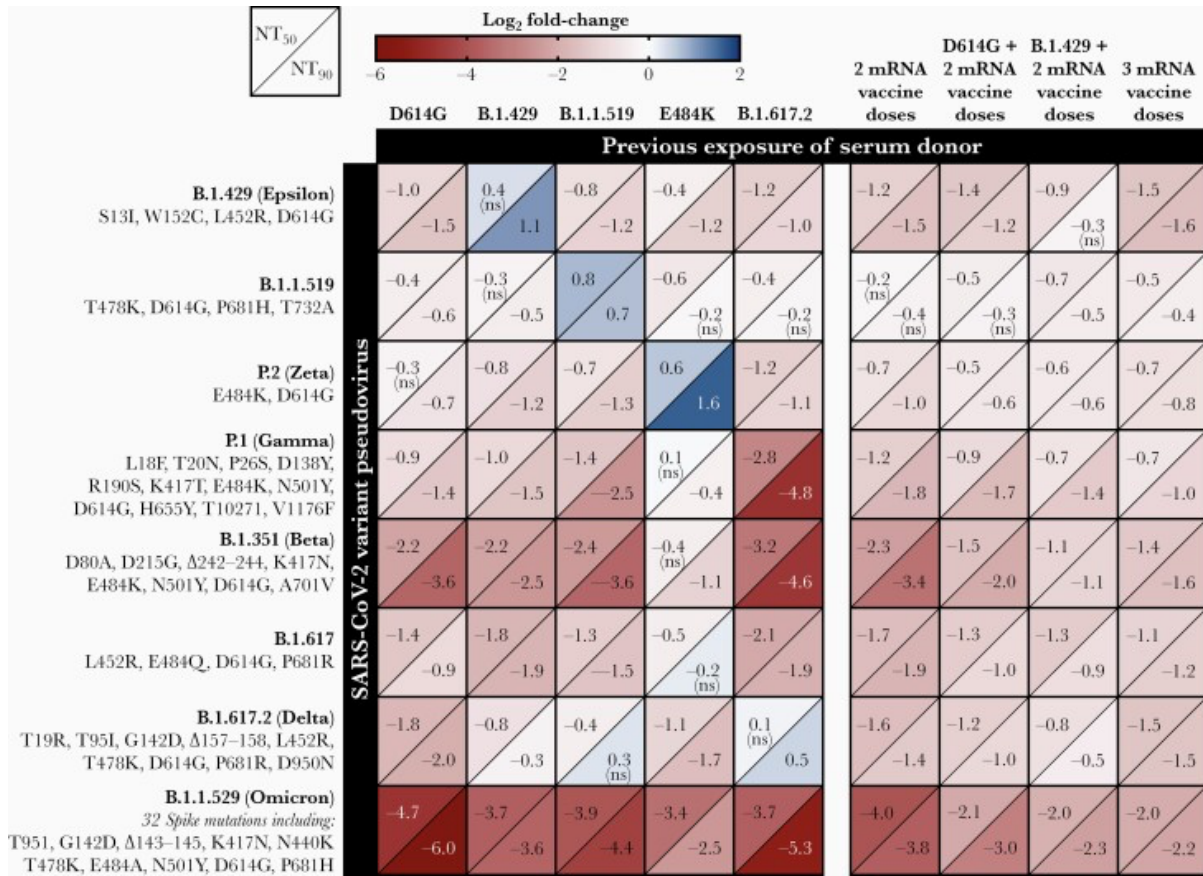 NT50
NT90
Log2 fold-change
−6 −4 −2 0 2
D614G B.1.429 B.1.1.519 E484K B.1.617.2
2 mRNA vaccine doses
D614G + 2 mRNA vaccine doses
B.1.429 + 2 mRNA vaccine doses
3 mRNA vaccine doses
Previous exposure of serum donor
SARS-CoV-2 variant pseudovirus
B.1.429 (Epsilon)
S13I, W152C, L452R, D614G
−1.0 0.4 (ns) −0.8 −0.4 −1.2 −1.2 −1.4 −0.9 −1.5
−1.5 1.1 −1.2 −1.2 −1.0 −1.5 −1.2 −0.3 (ns) −1.6
B.1.1.519
T478K, D614G, P681H, T732A
−0.4 −0.3 (ns) 0.8 −0.6 −0.4 −0.2 (ns) −0.5 −0.7 −0.5
−0.6 −0.5 0.7 −0.2 (ns) −0.2 (ns) −0.4 (ns) −0.3 (ns) −0.5 −0.4
P.2 (Zeta)
E484K, D614G
−0.3 (ns) −0.8 −0.7 0.6 −1.2 −0.7 −0.5 −0.6 −0.7
−0.7 −1.2 −1.3 1.6 −1.1 −1.0 −0.6 −0.6 −0.8
P.1 (Gamma)
L18F, T20N, P26S, D138Y,
R190S, K417T, E484K, N501Y,
D614G, H655Y, T10271, V1176F
−0.9 −1.0 −1.4 0.1 (ns) −2.8 −1.2 −0.9 −0.7 −0.7
−1.4 −1.5 −2.5 −0.4 −4.8 −1.8 −1.7 −1.4 −1.0
B.1.351 (Beta)
D80A, D215G, Δ242–244, K417N,
E484K, N501Y, D614G, A701V
−2.2 −2.2 −2.4 −0.4 (ns) −3.2 −2.3 −1.5 −1.1 −1.4
−3.6 −2.5 −3.6 −1.1 −4.6 −3.4 −2.0 −1.1 −1.6
B.1.617
L452R, E484Q, D614G, P681R
−1.4 −1.8 −1.3 −0.5 −2.1 −1.7 −1.3 −1.3 −1.1
−0.9 −1.9 −1.5 −0.2 (ns) −1.9 −1.9 −1.0 −0.9 −1.2
B.1.617.2 (Delta)
T19R, T95I, G142D, Δ157–158, L452R,
T478K, D614G, P681R, D950N
−1.8 −0.8 −0.4 −1.1 0.1 (ns) −1.6 −1.2 −0.8 −1.5
−2.0 −0.3 0.3 (ns) −1.7 0.5 −1.4 −1.0 −0.5 −1.5
B.1.1.529 (Omicron)
32 Spike mutations including:
T951, G142D, Δ143–145, K417N, N440K
T478K, E484A, N501Y, D614G, P681H
−4.7 −3.7 −3.9 −3.4 −3.7 −4.0 −2.1 −2.0 −2.0
−6.0 −3.6 −4.4 −2.5 −5.3 −3.8 −3.0 −2.3 −2.2